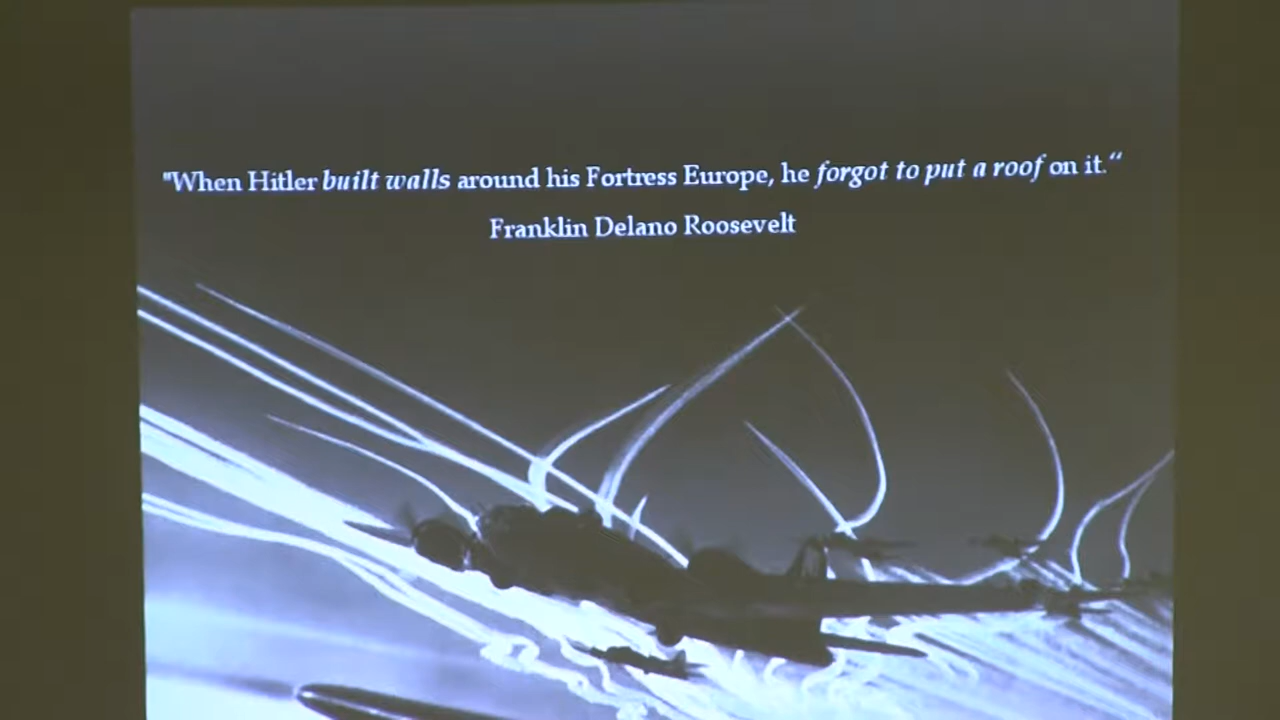 "When Hitler built walls around his Fortress Europe, he forgot to put a roof on it.“
Franklin Delano Roosevelt